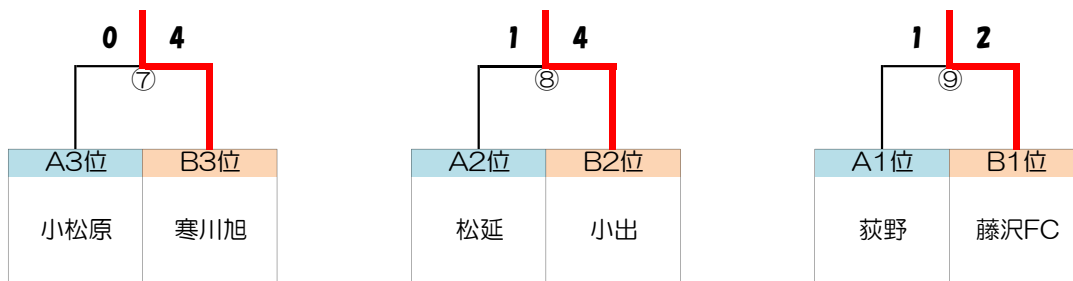 0 4
⑦
A3位 B3位
小松原 寒川旭
1 4
⑧
A2位 B2位
松延 小出
1 2
⑨
A1位 B1位
荻野 藤沢FC